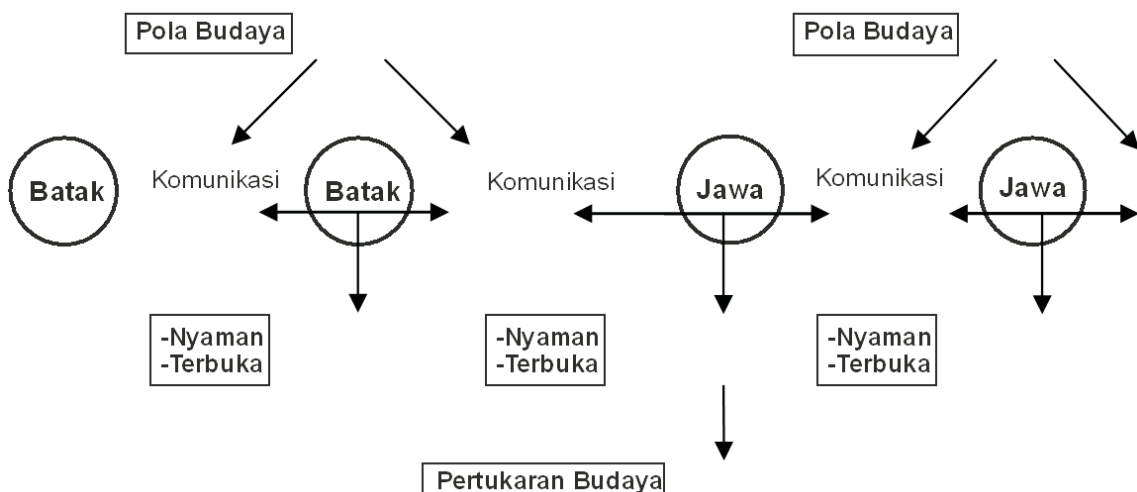 Pola Budaya
Pola Budaya
Batak
Komunikasi
Batak
Komunikasi
Jawa
Komunikasi
Jawa
-Nyaman
-Terbuka
-Nyaman
-Terbuka
-Nyaman
-Terbuka
Pertukaran Budaya